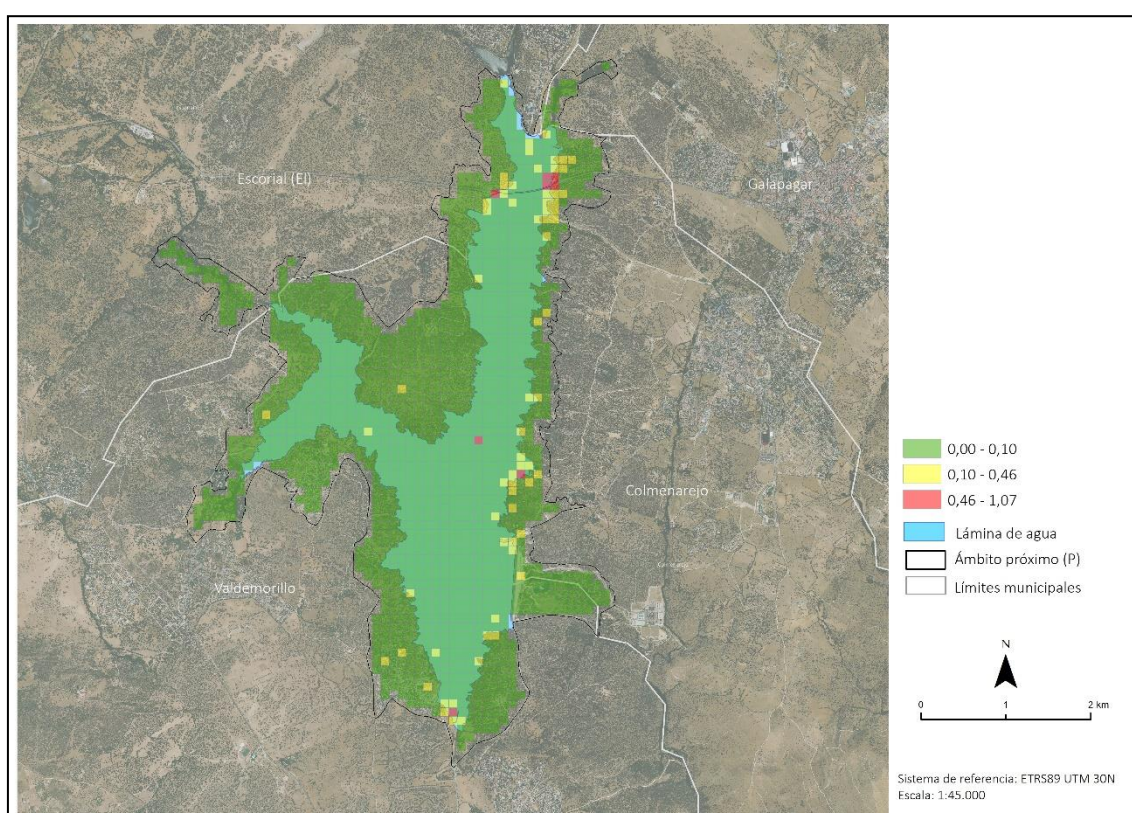 Escorial (El)
Galapagar
Colmenarejo
Valdemorillo
0,00 - 0,10
0,10 - 0,46
0,46 - 1,07
Lámina de agua
Ámbito próximo (P)
Límites municipales
N
0 1 2 km
Sistema de referencia: ETRS89 UTM 30N
Escala: 1:45.000